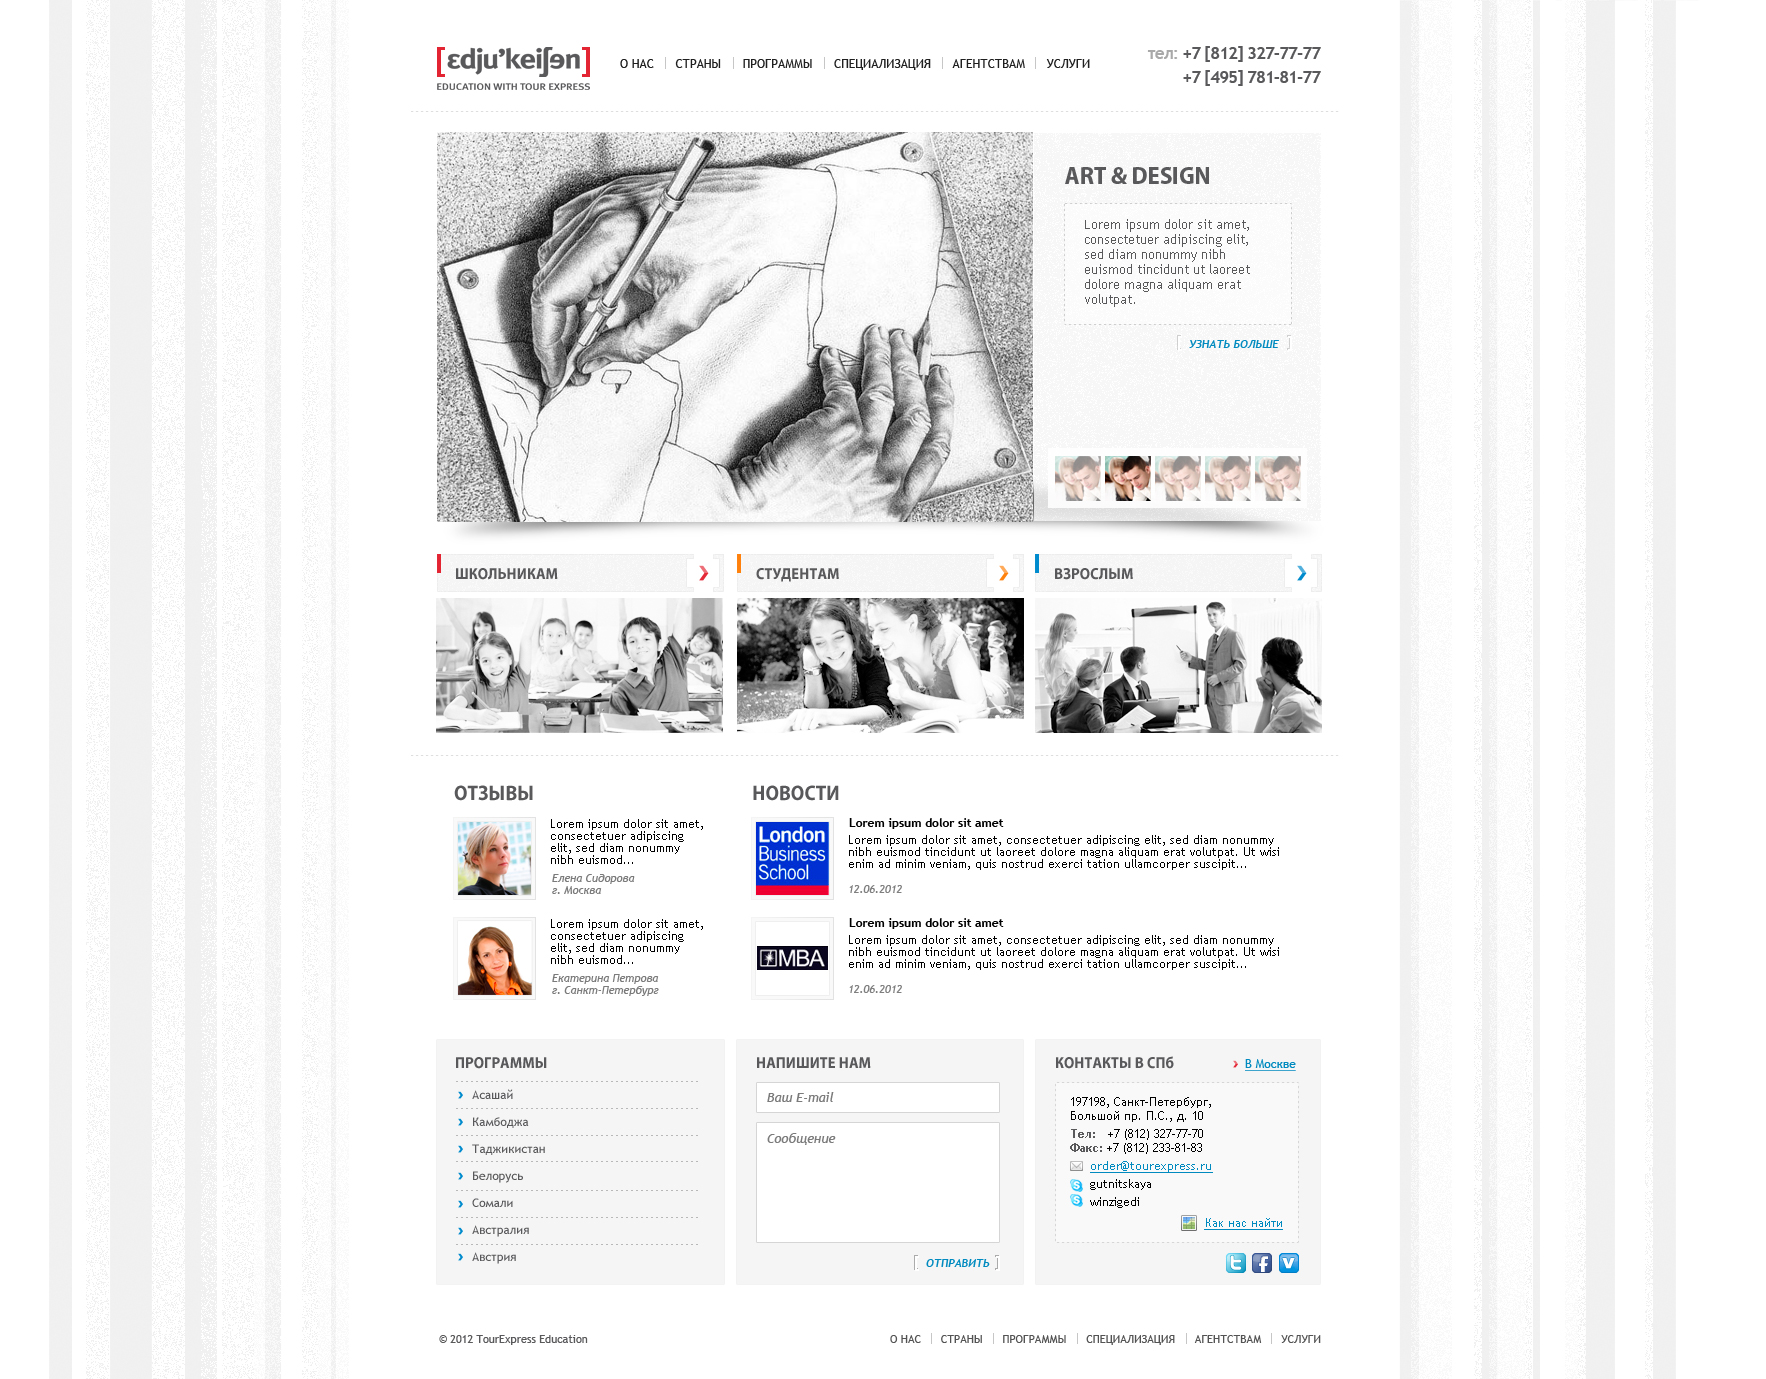 [ɛdju'keiʃən]
EDUCATION WITH TOUR EXPRESS
О НАС
СТРАНЫ
ПРОГРАММЫ
СПЕЦИАЛИЗАЦИЯ
АГЕНТСТВАМ
УСЛУГИ
тел: +7 [812] 327-77-77
+7 [495] 781-81-77
ART & DESIGN
Lorem ipsum dolor sit amet,
consectetuer adipiscing elit,
sed diam nonummy nibh
euismod tincidunt ut laoreet
dolore magna aliquam erat
volutpat.
УЗНАТЬ БОЛЬШЕ
ШКОЛЬНИКАМ
СТУДЕНТАМ
ВЗРОСЛЫМ
ОТЗЫВЫ
Lorem ipsum dolor sit amet,
consectetuer adipiscing
elit, sed diam nonummy
nibh euismod...
Елена Сидорова
г. Москва
Lorem ipsum dolor sit amet,
consectetuer adipiscing
elit, sed diam nonummy
nibh euismod...
Екатерина Петрова
г. Санкт-Петербург
НОВОСТИ
London
Business
School
Lorem ipsum dolor sit amet
Lorem ipsum dolor sit amet, consectetuer adipiscing elit, sed diam nonummy
nibh euismod tincidunt ut laoreet dolore magna aliquam erat volutpat. Ut wisi
enim ad minim veniam, quis nostrud exerci tation ullamcorper suscipit...
12.06.2012
MBA
Lorem ipsum dolor sit amet
Lorem ipsum dolor sit amet, consectetuer adipiscing elit, sed diam nonummy
nibh euismod tincidunt ut laoreet dolore magna aliquam erat volutpat. Ut wisi
enim ad minim veniam, quis nostrud exerci tation ullamcorper suscipit...
12.06.2012
ПРОГРАММЫ
Асашай
Камбоджа
Таджикистан
Белорусь
Сомали
Австралия
Австрия
НАПИШИТЕ НАМ
Ваш E-mail
Сообщение
ОТПРАВИТЬ
КОНТАКТЫ В СПб
В Москве
197198, Санкт-Петербург,
Большой пр. П.С., д. 10
Тел: +7 (812) 327-77-70
Факс: +7 (812) 233-81-83
order@tourexpress.ru
gutnitskaya
winzigedi
Как нас найти
© 2012 TourExpress Education
О НАС
СТРАНЫ
ПРОГРАММЫ
СПЕЦИАЛИЗАЦИЯ
АГЕНТСТВАМ
УСЛУГИ